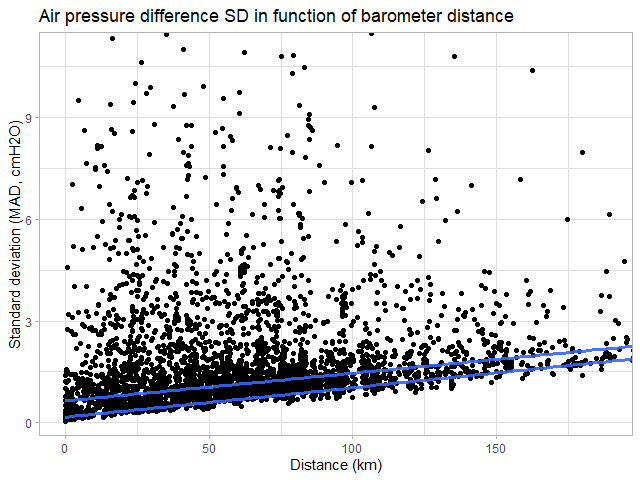 Air pressure difference SD in function of barometer distance
Standard deviation (MAD, cmH2O)
9
6
3
0
0
50
100
150
Distance (km)